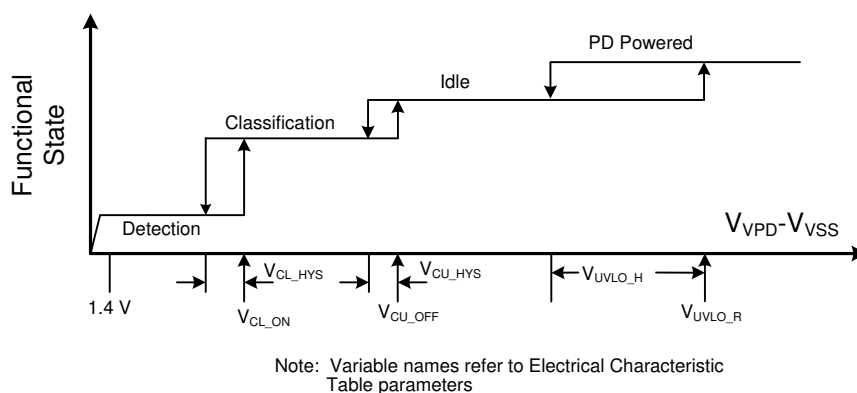 PD Powered
Idle
Classification
Functional
State
Detection
VVPD-VVSS
VCL_HYS
VCU_HYS
VUVLO_H
1.4 V
VCL_ON
VCU_OFF
VUVLO_R
Note: Variable names refer to Electrical Characteristic
Table parameters